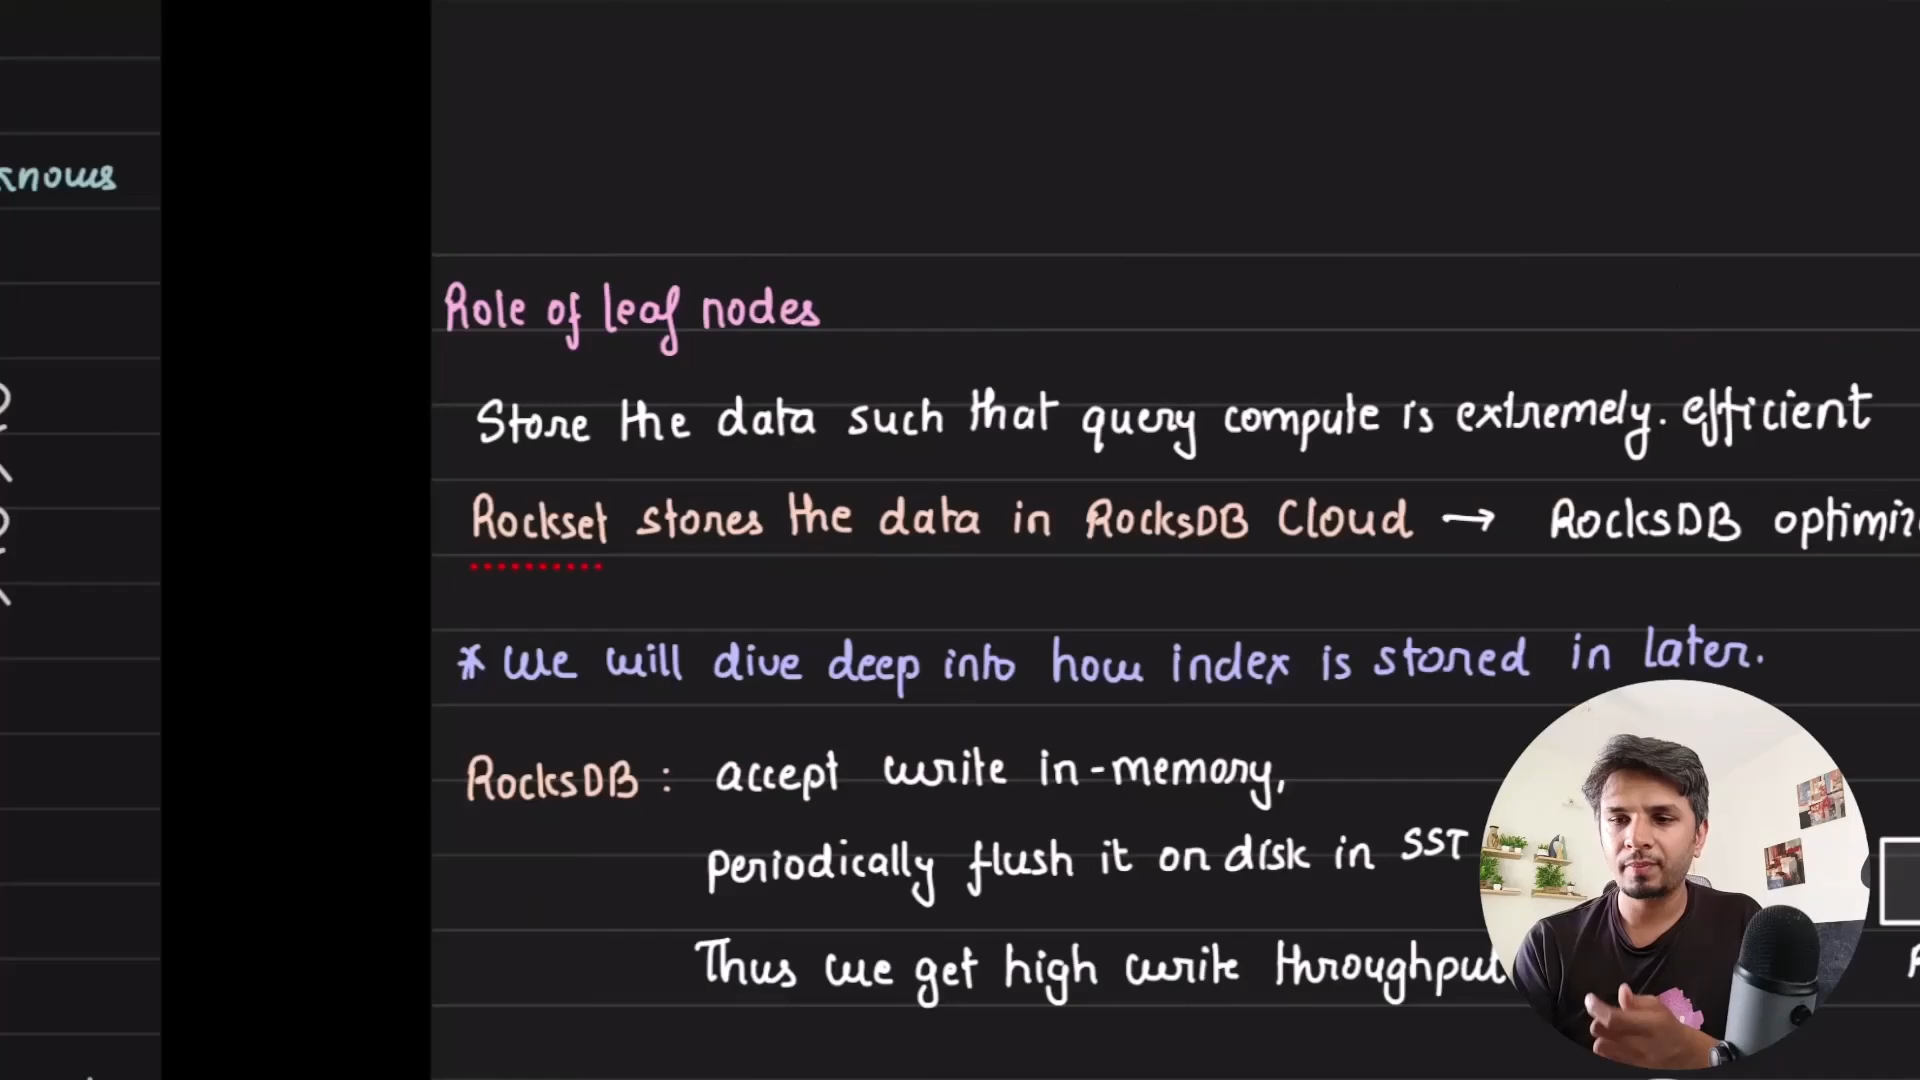 knows
Role of leaf nodes
Store the data such that query compute is extremely. efficient
Rockset stores the data in RocksDB Cloud → RocksDB optimiz
* we will dive deep into how index is stored in later.
RocksDB : accept write in-memory,
periodically flush it on disk in SST
Thus we get high write throughput